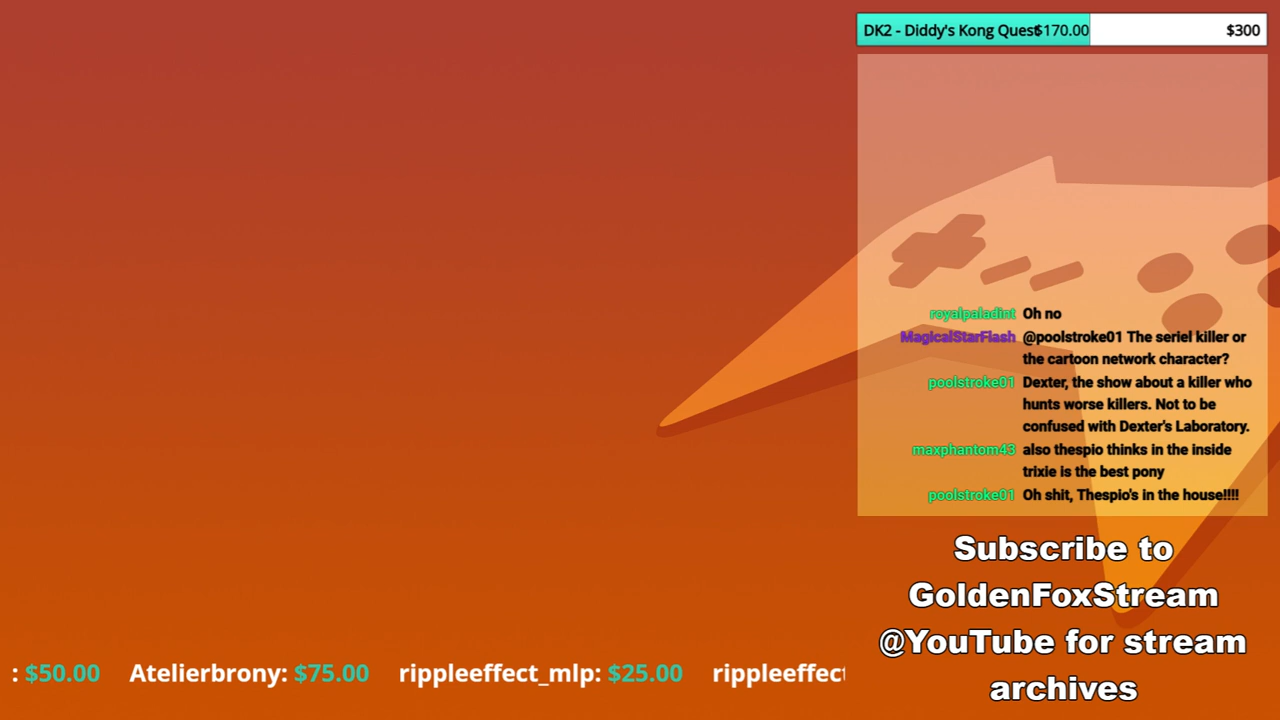 DK2 - Diddy's Kong Quest $170.00 $300
royalpaladint Oh no
MagicalStarFlash @poolstroke01 The seriel killer or
the cartoon network character?
poolstroke01 Dexter, the show about a killer who
hunts worse killers. Not to be
confused with Dexter's Laboratory.
maxphantom43 also thespio thinks in the inside
trixie is the best pony
poolstroke01 Oh shit, Thespio's in the house!!!!
Subscribe to
GoldenFoxStream
@YouTube for stream
archives
: $50.00 Atelierbrony: $75.00 rippleeffect_mlp: $25.00 rippleeffect